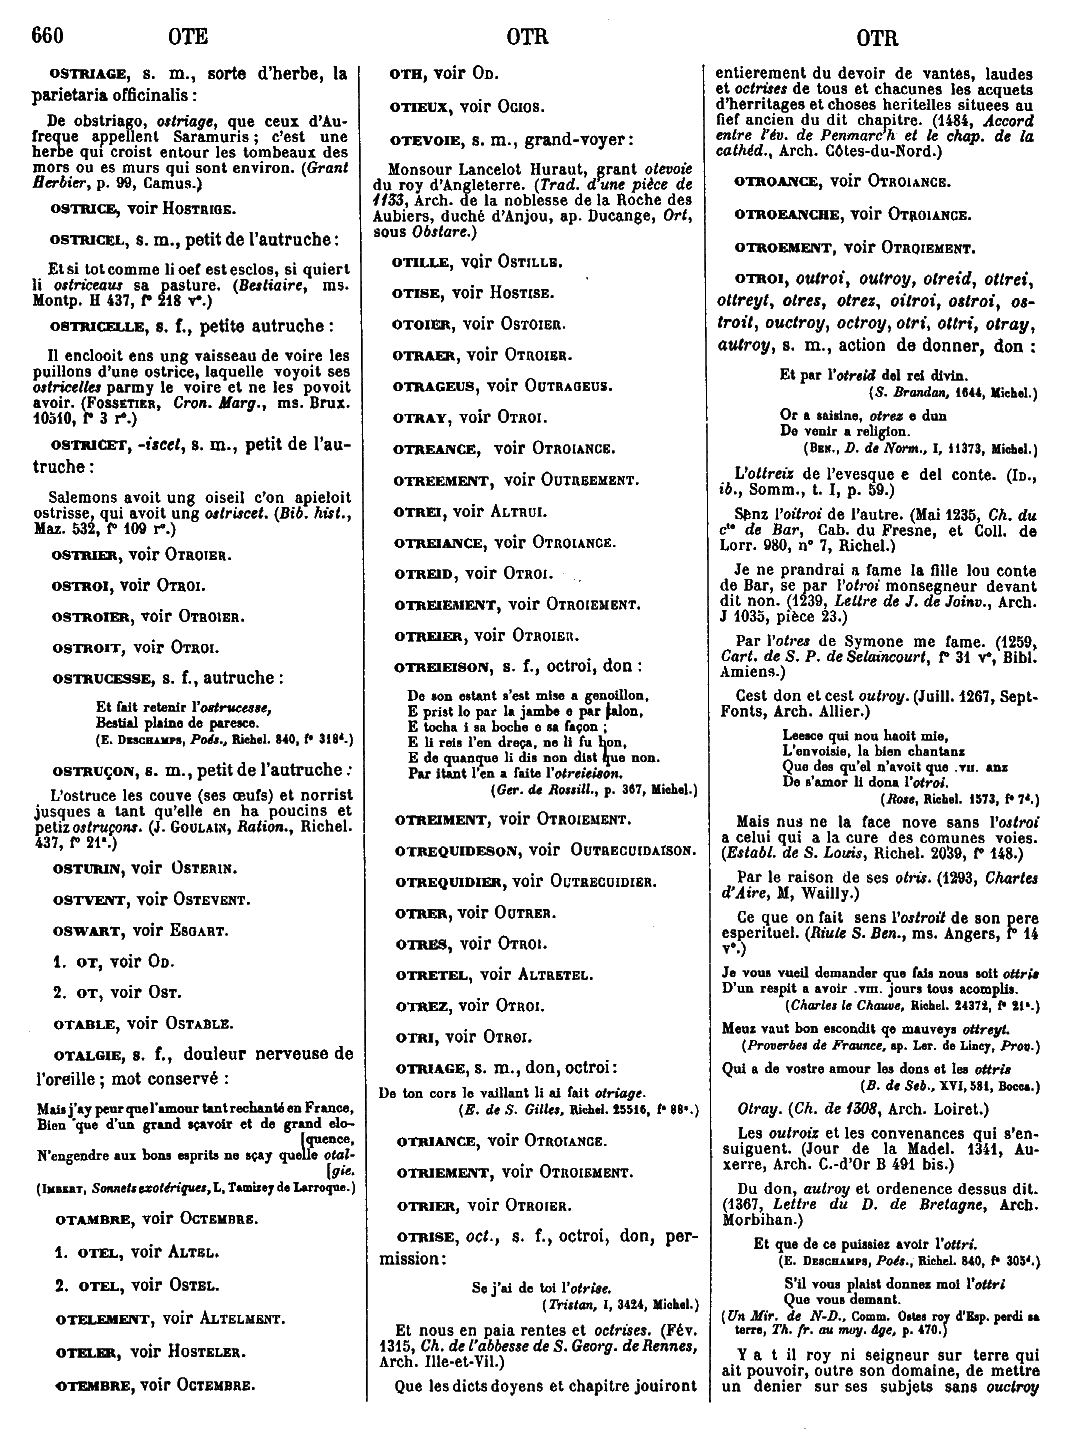 660 OTE OTR OTR
OSTRIAGE, s. m., sorte d'herbe, la
parietaria officinalis :
De obstriago, ostriage, que ceux d'Au-
freque appellent Saramuris ; c'est une
herbe qui croist entour les tombeaux des
mors ou es murs qui sont environ. (Grant
Herbier, p. 99, Camus.)
OSTRICE, voir HOSTRIGE.
OSTRICEL, s. m., petit de l'autruche :
Et si tot comme li oef est esclos, si quiert
li ostriceaus sa pasture. (Bestiaire, ms.
Montp. H 437, f° 218 v°.)
OSTRICELLE, s. f., petite autruche :
Il enclooit ens ung vaisseau de voire les
puillons d'une ostrice, laquelle voyoit ses
ostricelles parmy le voire et ne les povoit
avoir. (FOSSETIER, Cron. Marg., ms. Brux.
10510, f° 3 r°.)
OSTRICET, -iscet, s. m., petit de l'au-
truche :
Salemons avoit ung oiseil c'on apieloit
ostrisse, qui avoit ung ostriscet. (Bib. hist.,
Maz. 532, f° 109 r°.)
OSTRIER, voir OTROIER.
OSTROI, voir OTROI.
OSTROIER, voir OTROIER.
OSTROIT, voir OTROI.
OSTRUCESSE, s. f., autruche :
Et fait retenir l'ostrucesse,
Bestial plaine de paresce.
(E. DESCHAMPS, Poés., Richel. 840, f° 318ᵈ.)
OSTRUÇON, s. m., petit de l'autruche :
L'ostruce les couve (ses œufs) et norrist
jusques a tant qu'elle en ha poucins et
petiz ostruçons. (J. GOULAIN, Ration., Richel.
437, f° 21ᵃ.)
OSTURIN, voir OSTERIN.
OSTVENT, voir OSTEVENT.
OSWART, voir ESGART.
1. OT, voir OD.
2. OT, voir OST.
OTABLE, voir OSTABLE.
OTALGIE, s. f., douleur nerveuse de
l'oreille ; mot conservé :
Mais j'ay peur que l'amour tant rechanté en France,
Bien que d'un grand sçavoir et de grand elo-
[quence,
N'engendre aux bons esprits ne sçay quelle otal-
[gie.
(IMBERT, Sonnets exotériques, L, Tamizey de Larroque.)
OTAMBRE, voir OCTEMBRE.
1. OTEL, voir ALTEL.
2. OTEL, voir OSTEL.
OTELEMENT, voir ALTELMENT.
OTELER, voir HOSTELER.
OTEMBRE, voir OCTEMBRE.
OTH, voir OD.
OTIEUX, voir OCIOS.
OTEVOIE, s. m., grand-voyer :
Monsour Lancelot Huraut, grant otevoie
du roy d'Angleterre. (Trad. d'une pièce de
1133, Arch. de la noblesse de la Roche des
Aubiers, duché d'Anjou, ap. Ducange, Ort,
sous Obstare.)
OTILLE, voir OSTILLE.
OTISE, voir HOSTISE.
OTOIER, voir OSTOIER.
OTRAER, voir OTROIER.
OTRAGEUS, voir OUTRAGEUS.
OTRAY, voir OTROI.
OTREANCE, voir OTROIANCE.
OTREEMENT, voir OUTREEMENT.
OTREI, voir ALTRUI.
OTREIANCE, voir OTROIANCE.
OTREID, voir OTROI.
OTREIEMENT, voir OTROIEMENT.
OTREIER, voir OTROIER.
OTREIEISON, s. f., octroi, don :
De son estant s'est mise a genoillon,
E prist lo par la jambe e par talon,
E tocha i sa boche e sa façon ;
E li reis l'en dreça, ne li fu bon,
E de quanque li dis non dist que non.
Par itant l'en a faite l'otreieison.
(Ger. de Rossill., p. 367, Michel.)
OTREIMENT, voir OTROIEMENT.
OTREQUIDESON, voir OUTRECUIDAISON.
OTREQUIDIER, voir OUTRECUIDIER.
OTRER, voir OUTRER.
OTRES, voir OTROI.
OTRETEL, voir ALTRETEL.
OTREZ, voir OTROI.
OTRI, voir OTROI.
OTRIAGE, s. m., don, octroi :
De ton cors le vaillant li ai fait otriage.
(E. de S. Gilles, Richel. 25516, f° 88ᵃ.)
OTRIANCE, voir OTROIANCE.
OTRIEMENT, voir OTROIEMENT.
OTRIER, voir OTROIER.
OTRISE, oct., s. f., octroi, don, per-
mission :
Se j'ai de toi l'otrise.
(Tristan, I, 3424, Michel.)
Et nous en paia rentes et octrises. (Fév.
1315, Ch. de l'abbesse de S. Georg. de Rennes,
Arch. Ille-et-Vil.)
Que les dicts doyens et chapitre jouiront
entierement du devoir de vantes, laudes
et octrises de tous et chacunes les acquets
d'herritages et choses heritelles situees au
fief ancien du dit chapitre. (1484, Accord
entre l'év. de Penmarc'h et le chap. de la
cathéd., Arch. Côtes-du-Nord.)
OTROANCE, voir OTROIANCE.
OTROEANCHE, voir OTROIANCE.
OTROEMENT, voir OTROIEMENT.
OTROI, outroi, outroy, otreid, ottrei,
ottreyt, otres, otrez, oitroi, ostroi, os-
troit, ouctroy, octroy, otri, ottri, otray,
autroy, s. m., action de donner, don :
Et par l'otreid del rei divin.
(S. Brandan, 1644, Michel.)
Or a saisine, otrez e dun
De venir a religion.
(BEN., D. de Norm., I, 11373, Michel.)
L'ottreiz de l'evesque e del conte. (ID.,
ib., Somm., t. I, p. 59.)
Senz l'oitroi de l'autre. (Mai 1235, Ch. du
cᵗᵉ de Bar, Cab. du Fresne, et Coll. de
Lorr. 980, n° 7, Richel.)
Je ne prandrai a fame la fille lou conte
de Bar, se par l'otroi monsegneur devant
dit non. (1239, Lettre de J. de Joinv., Arch.
J 1035, pièce 23.)
Par l'otres de Symone me fame. (1259,
Cart. de S. P. de Selaincourt, f° 31 v°, Bibl.
Amiens.)
Cest don et cest outroy. (Juill. 1267, Sept-
Fonts, Arch. Allier.)
Leesce qui nou haoit mie,
L'envoisie, la bien chantanz
Que des qu'el n'avoit que .VII. anz
De s'amor li dona l'otroi.
(Rose, Richel. 1573, f° 7ᵈ.)
Mais nus ne la face nove sans l'ostroi
a celui qui a la cure des comunes voies.
(Establ. de S. Louis, Richel. 2039, f° 148.)
Par le raison de ses otris. (1293, Chartes
d'Aire, M, Wailly.)
Ce que on fait sens l'ostroit de son pere
esperituel. (Riule S. Ben., ms. Angers, f° 14
v°.)
Je vous vueil demander que fais nous soit ottris
D'un respit a avoir .VIII. jours tous acomplis.
(Charles le Chauve, Richel. 24372, f° 21ᵃ.)
Meuz vaut bon escondit qe mauveys ottreyt.
(Proverbes de Fraunce, ap. Ler. de Lincy, Prov.)
Qui a de vostre amour les dons et les ottris
(B. de Seb., XVI, 581, Bocca.)
Otray. (Ch. de 1308, Arch. Loiret.)
Les outroiz et les convenances qui s'en-
suiguent. (Jour de la Madel. 1341, Au-
xerre, Arch. C.-d'Or B 491 bis.)
Du don, autroy et ordenence dessus dit.
(1367, Lettre du D. de Bretagne, Arch.
Morbihan.)
Et que de ce puissiez avoir l'ottri.
(E. DESCHAMPS, Poés., Richel. 840, f° 305ᵈ.)
S'il vous plaist donnez moi l'ottri
Que vous demant.
(Un Mir. de N-D., Comm. Ostes roy d'Esp. perdi sa
terre, Th. fr. au moy. âge, p. 470.)
Y a t il roy ni seigneur sur terre qui
ait pouvoir, outre son domaine, de mettre
un denier sur ses subjets sans ouctroy